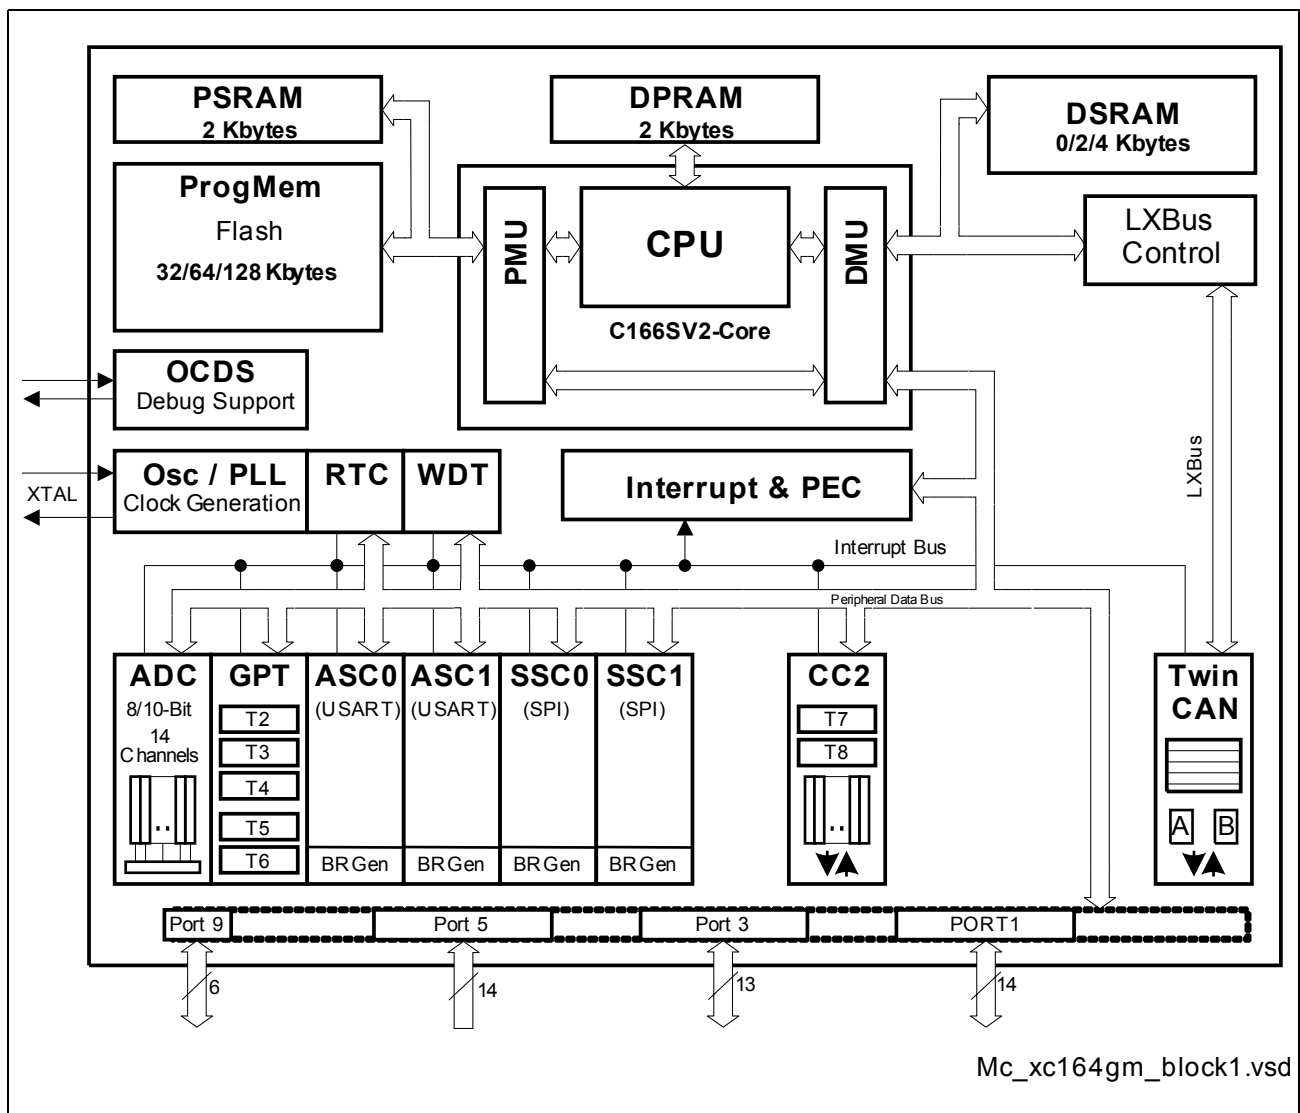 PSRAM
2 Kbytes
DPRAM
2 Kbytes
DSRAM
0/2/4 Kbytes
ProgMem
Flash
32/64/128 Kbytes
PMU
CPU
DMU
C166SV2-Core
LXBus
Control
OCDS
Debug Support
Osc / PLL
Clock Generation
RTC
WDT
Interrupt & PEC
XTAL
LXBus
Interrupt Bus
Peripheral Data Bus
ADC
8/10-Bit
14
Channels
GPT
T2
T3
T4
T5
T6
ASC0
(USART)
BRGen
ASC1
(USART)
BRGen
SSC0
(SPI)
BRGen
SSC1
(SPI)
BRGen
CC2
T7
T8
Twin
CAN
A
B
Port 9
Port 5
Port 3
PORT1
6
14
13
14
Mc_xc164gm_block1.vsd